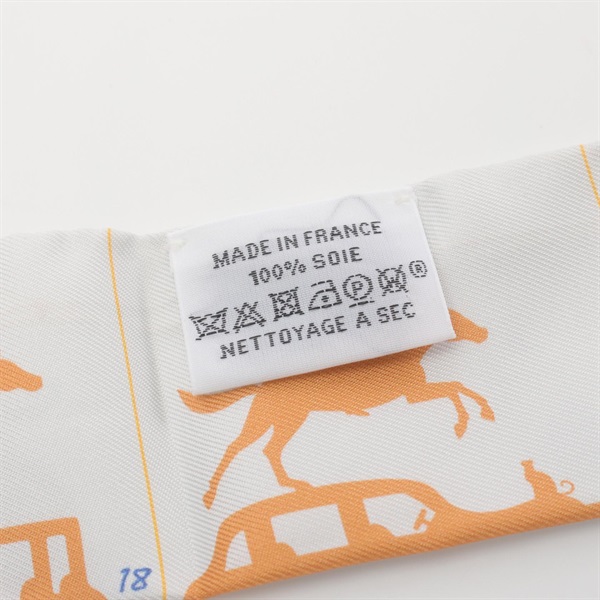 MADE IN FRANCE
100% SOIE
P W ®
NETTOYAGE A SEC
18